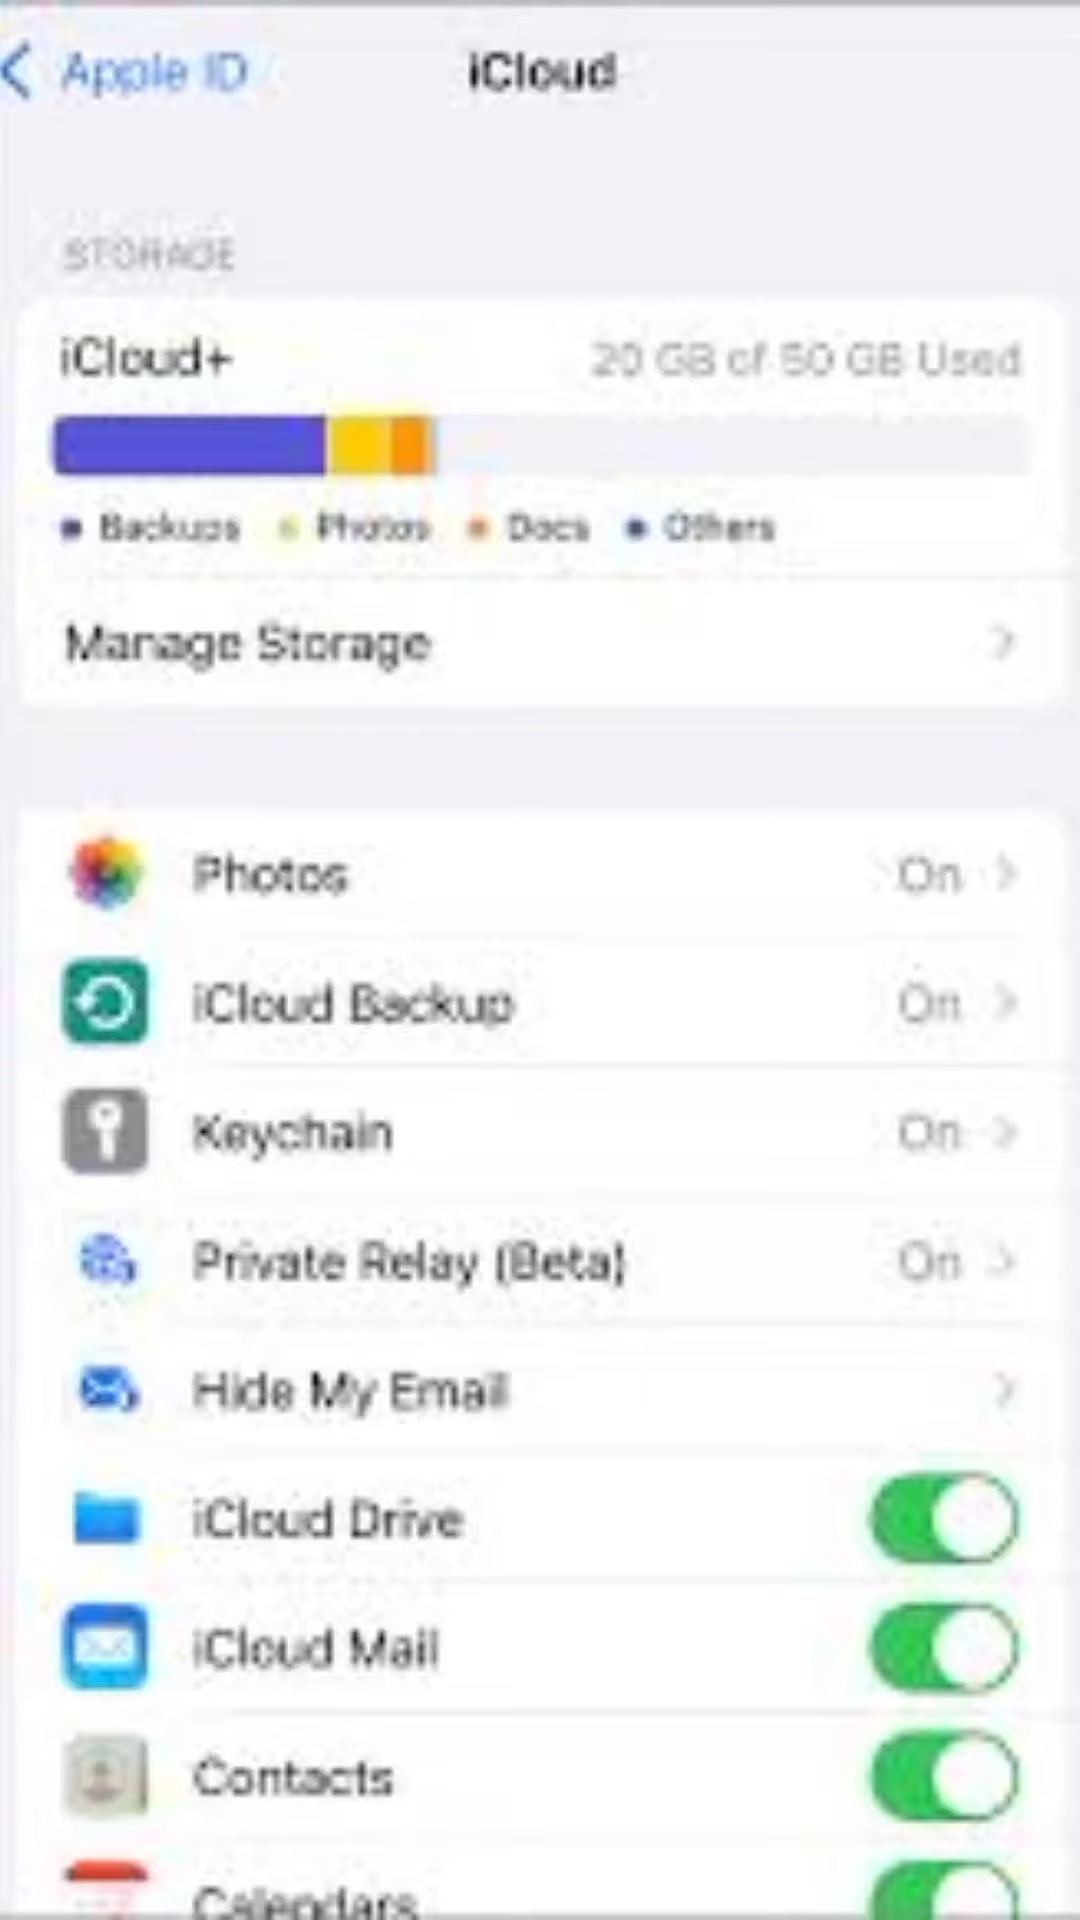 Apple ID
iCloud
STORAGE
iCloud+
20 GB of 50 GB Used
Backups Photos Docs Others
Manage Storage
Photos On
iCloud Backup On
Keychain On
Private Relay (Beta) On
Hide My Email
iCloud Drive
iCloud Mail
Contacts
Calendars